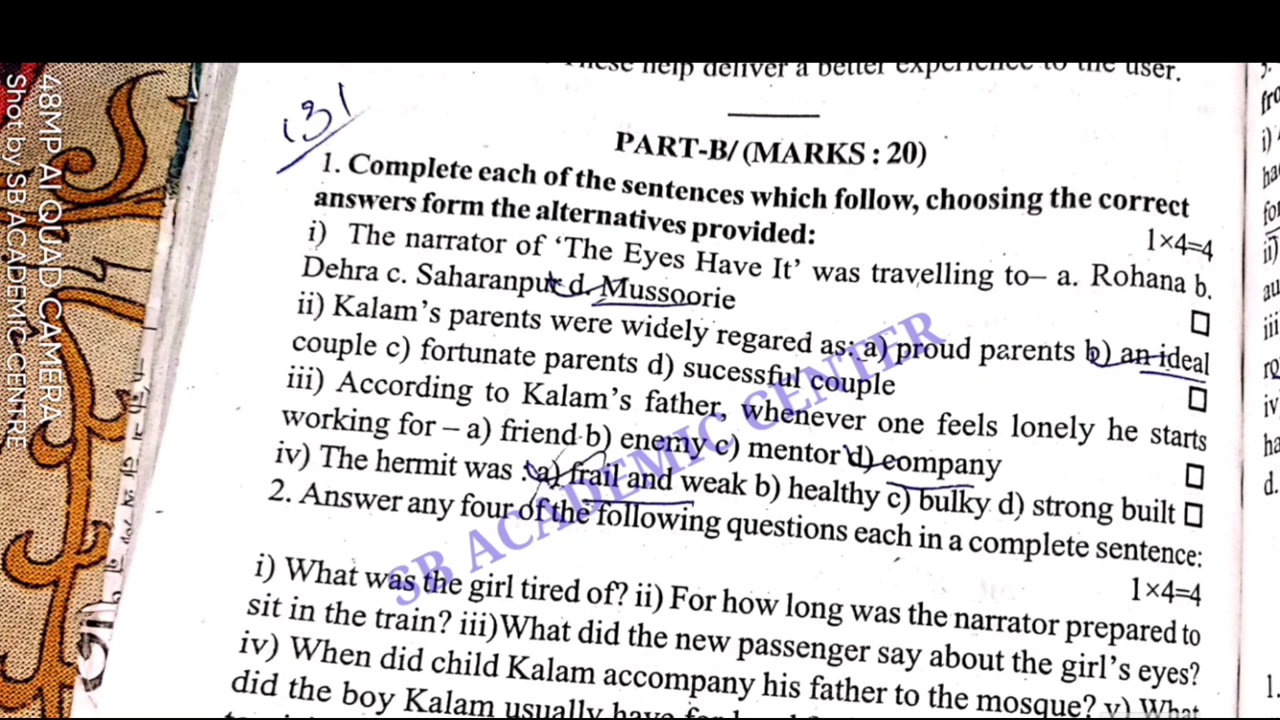 These help deliver a better experience to the user.
131
PART-B/ (MARKS : 20)
1. Complete each of the sentences which follow, choosing the correct
answers form the alternatives provided:
1×4=4
i) The narrator of ‘The Eyes Have It’ was travelling to– a. Rohana b.
Dehra c. Saharanpur d. Mussoorie
ii) Kalam’s parents were widely regared as: a) proud parents b) an ideal
couple c) fortunate parents d) sucessful couple
iii) According to Kalam’s father, whenever one feels lonely he starts
working for – a) friend b) enemy c) mentor d) company
iv) The hermit was : a) frail and weak b) healthy c) bulky d) strong built
2. Answer any four of the following questions each in a complete sentence:
1×4=4
i) What was the girl tired of? ii) For how long was the narrator prepared to
sit in the train? iii)What did the new passenger say about the girl’s eyes?
iv) When did child Kalam accompany his father to the mosque? v) What
did the boy Kalam usually have
SB ACADEMIC CENTER
48MP AI QUAD CAMERA
Shot by SB ACADEMIC CENTRE